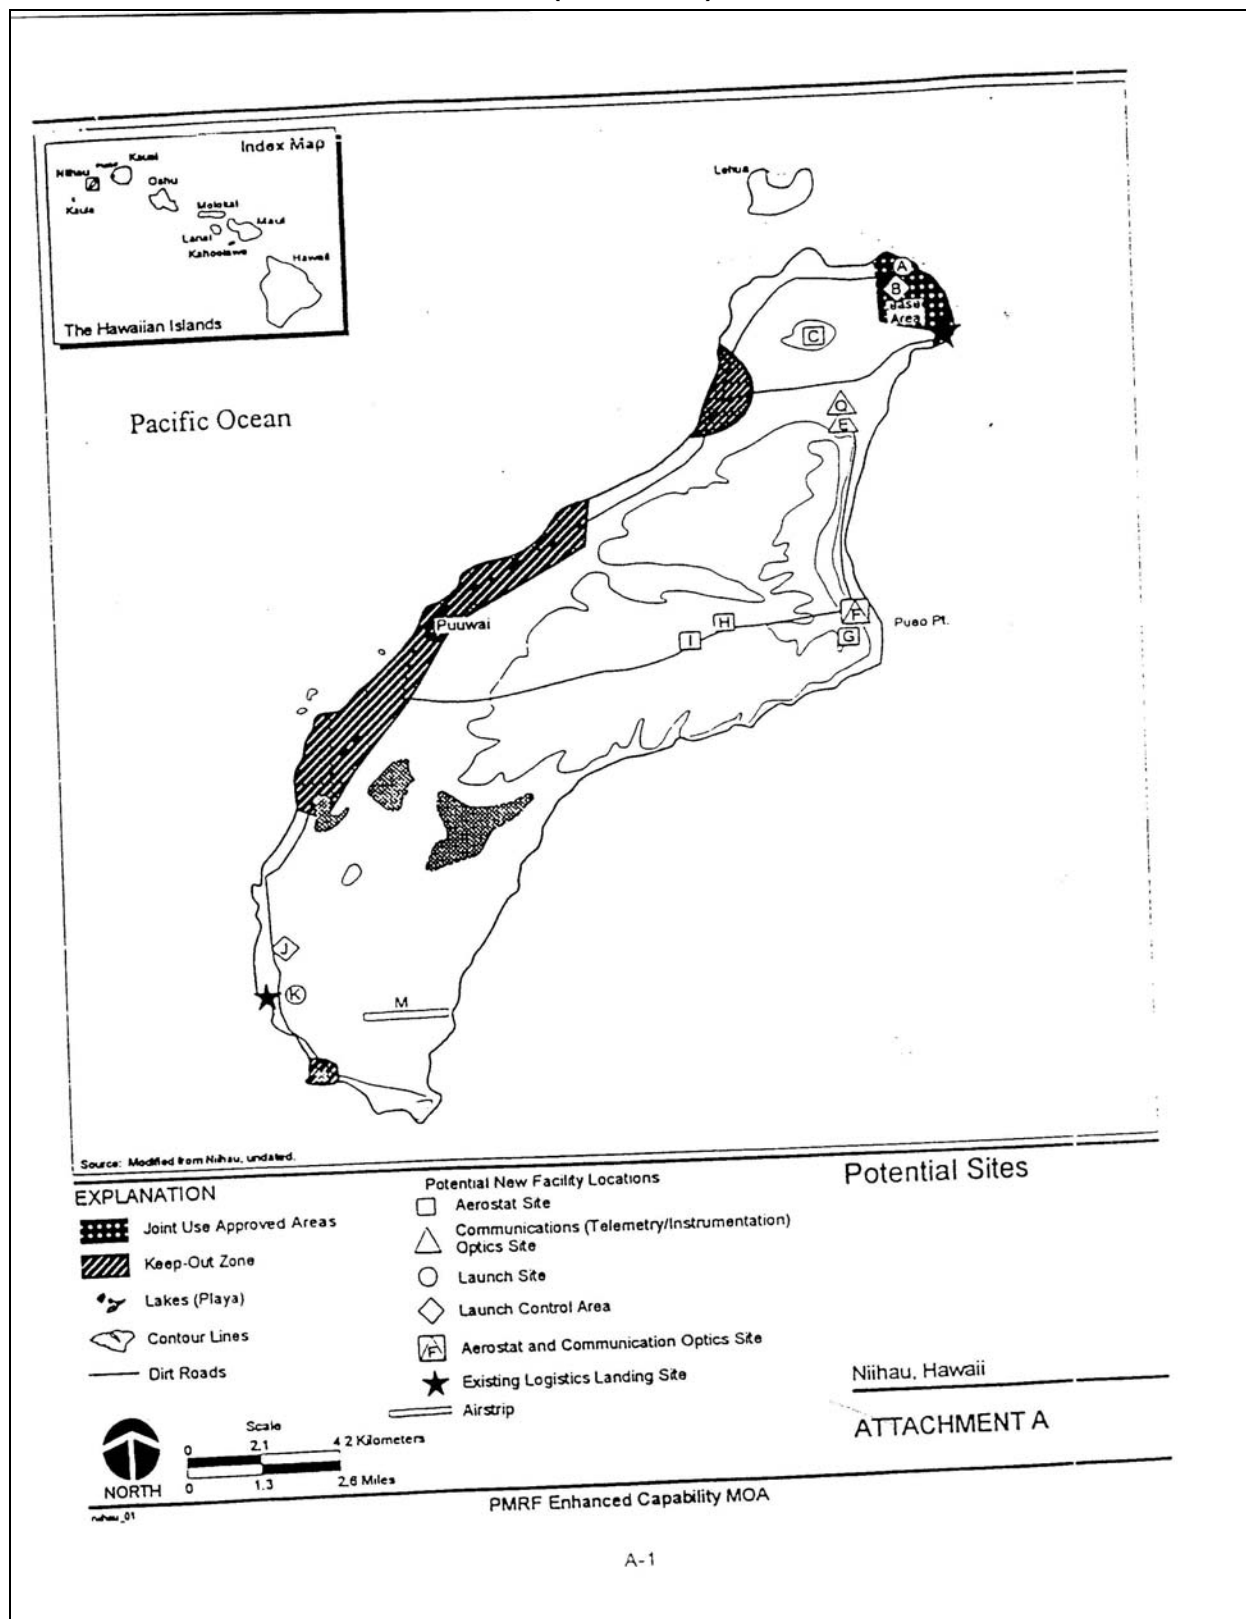 Index Map
Kauai
Niihau
Oahu
Kaula
Molokai
Maui
Lanai
Kahoolawe
Hawaii
The Hawaiian Islands
Lehua
A
B
Area
C
Pacific Ocean
E
Puuwai
H
I
F
G
Pueo Pt.
J
K
M
Source: Modified from Niihau, undated.
EXPLANATION
Joint Use Approved Areas
Keep-Out Zone
Lakes (Playa)
Contour Lines
Dirt Roads
Potential New Facility Locations
Aerostat Site
Communications (Telemetry/Instrumentation)
Optics Site
Launch Site
Launch Control Area
F
Aerostat and Communication Optics Site
Existing Logistics Landing Site
Airstrip
Potential Sites
Niihau, Hawaii
ATTACHMENT A
NORTH
Scale
0 2.1 4 2 Kilometers
0 1.3 2.6 Miles
niihau_01
PMRF Enhanced Capability MOA
A-1